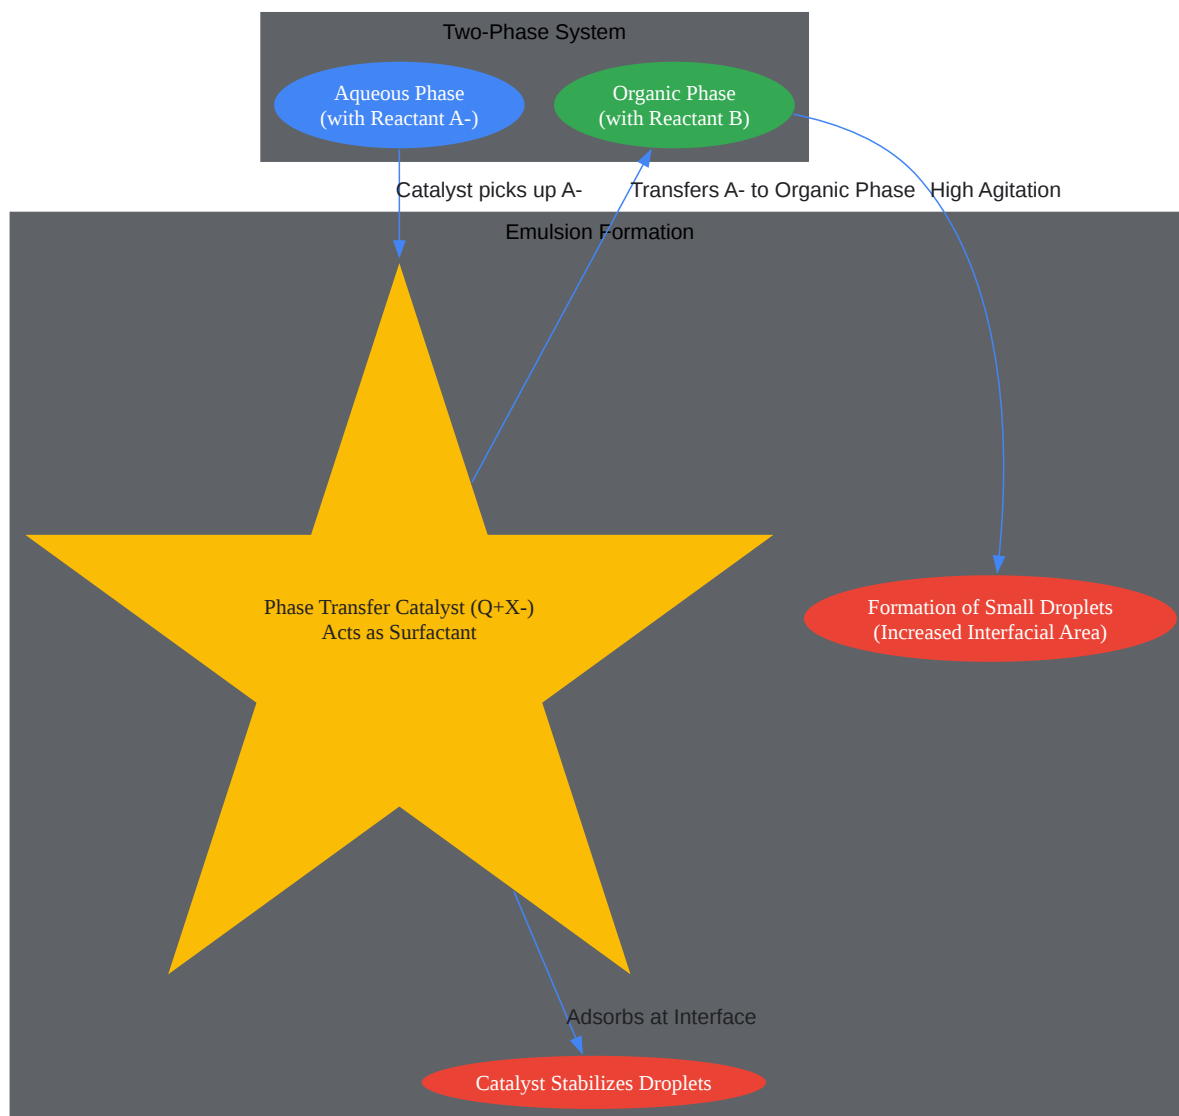 Two-Phase System
Aqueous Phase
(with Reactant A-)
Organic Phase
(with Reactant B)
Catalyst picks up A-
Transfers A- to Organic Phase
High Agitation
Emulsion Formation
Phase Transfer Catalyst (Q+X-)
Acts as Surfactant
Formation of Small Droplets
(Increased Interfacial Area)
Adsorbs at Interface
Catalyst Stabilizes Droplets